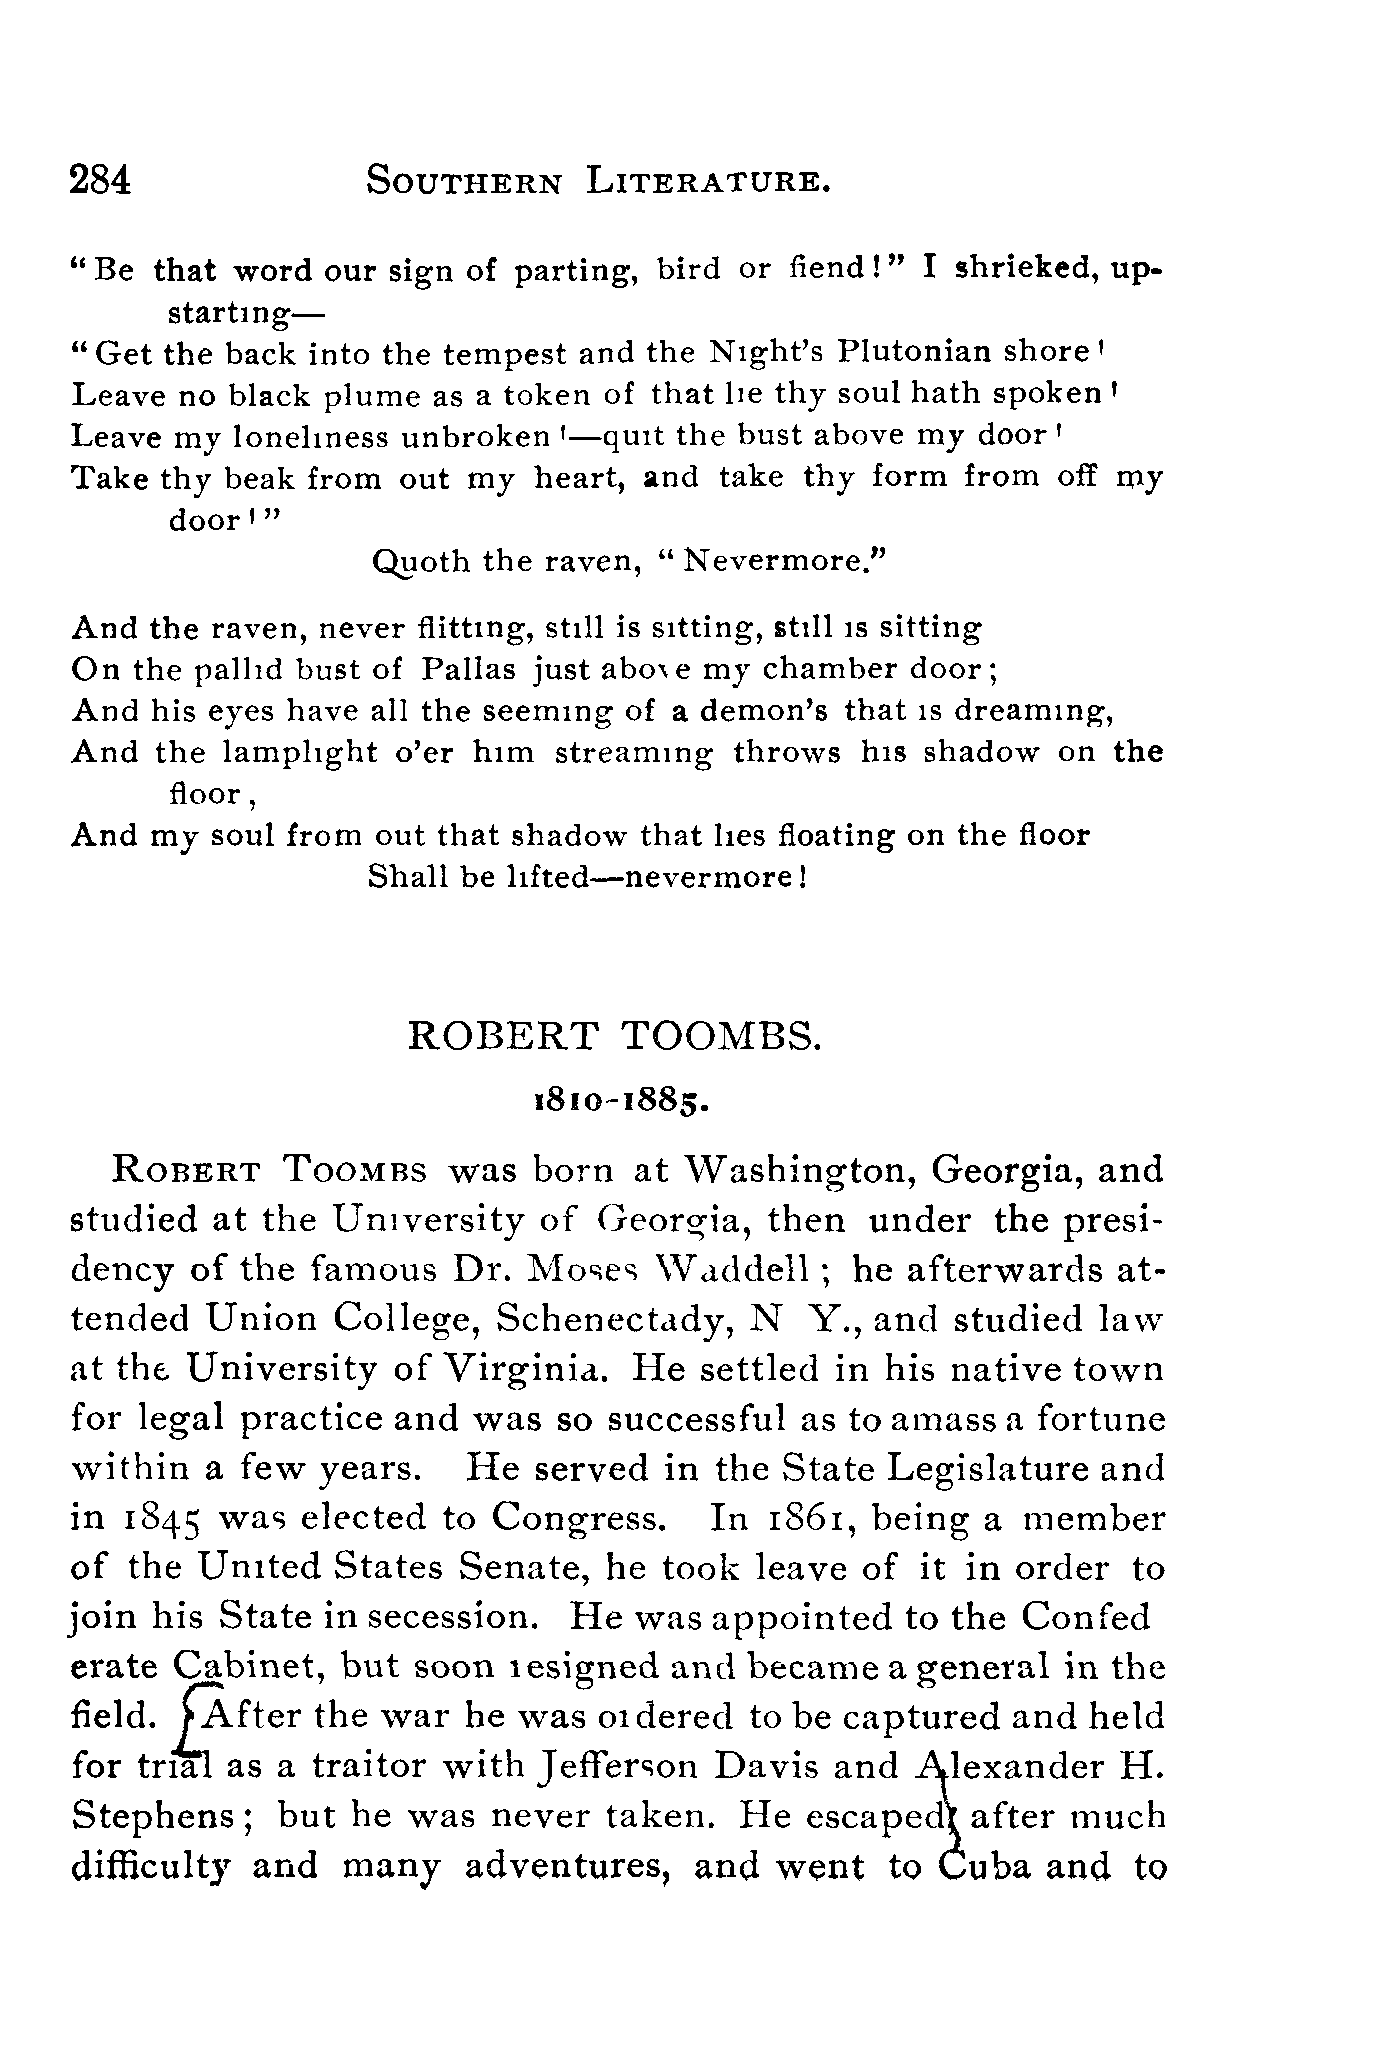 284 SOUTHERN LITERATURE.
“Be that word our sign of parting, bird or fiend!” I shrieked, up-
starting—
“Get the back into the tempest and the Night’s Plutonian shore!
Leave no black plume as a token of that lie thy soul hath spoken!
Leave my loneliness unbroken!—quit the bust above my door!
Take thy beak from out my heart, and take thy form from off my
door!”
Quoth the raven, “Nevermore.”
And the raven, never flitting, still is sitting, still is sitting
On the pallid bust of Pallas just above my chamber door;
And his eyes have all the seeming of a demon’s that is dreaming,
And the lamplight o’er him streaming throws his shadow on the
floor,
And my soul from out that shadow that lies floating on the floor
Shall be lifted—nevermore!
ROBERT TOOMBS.
1810-1885.
ROBERT TOOMBS was born at Washington, Georgia, and
studied at the University of Georgia, then under the presi-
dency of the famous Dr. Moses Waddell; he afterwards at-
tended Union College, Schenectady, N Y., and studied law
at the University of Virginia. He settled in his native town
for legal practice and was so successful as to amass a fortune
within a few years. He served in the State Legislature and
in 1845 was elected to Congress. In 1861, being a member
of the United States Senate, he took leave of it in order to
join his State in secession. He was appointed to the Confed
erate Cabinet, but soon resigned and became a general in the
field. After the war he was ordered to be captured and held
for trial as a traitor with Jefferson Davis and Alexander H.
Stephens; but he was never taken. He escaped after much
difficulty and many adventures, and went to Cuba and to